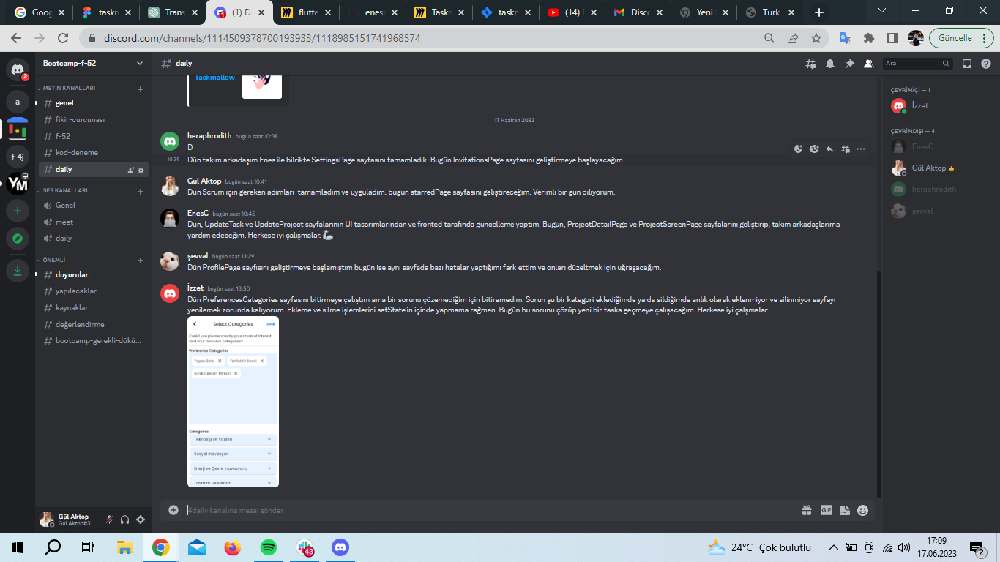 Goog
taskn
Trans
(1) D
flutte
enesc
Taskn
taskn
(14) I
Disco
Yeni
Türk
discord.com/channels/1114509378700193933/1118985151741968574
Güncelle
2
a
f-4j
YM
Bootcamp-f-52
METİN KANALLARI
genel
fikir-curcunası
f-52
kod-deneme
daily
SES KANALLARI
Genel
meet
daily
ÖNEMLİ
duyurular
yapılacaklar
kaynaklar
değerlendirme
bootcamp-gerekli-dökü...
Gül Aktop
Gül Aktop#3...
daily
Ara
Taskmallow
17 Haziran 2023
heraphrodith bugün saat 10:38
D
10:39 Dün takım arkadaşım Enes ile bilrikte SettingsPage sayfasını tamamladık. Bugün InvitationsPage sayfasını geliştirmeye başlayacağım.
Gül Aktop bugün saat 10:41
Dün Scrum için gereken adımları tamamladim ve uyguladim, bugün starredPage sayfasını geliştireceğim. Verimli bir gün diliyorum.
EnesC bugün saat 10:45
Dün, UpdateTask ve UpdateProject sayfalarının UI tasarımlarından ve fronted tarafında güncelleme yaptım. Bugün, ProjectDetailPage ve ProjectScreenPage sayfalarını geliştirip, takım arkadaşlarıma
yardım edeceğim. Herkese iyi çalışmalar. 🦾
şevval bugün saat 13:29
Dün ProfilePage sayfısını geliştirmeye başlamıştım bugün ise aynı sayfada bazı hatalar yaptığımı fark ettim ve onları düzeltmek için uğraşacağım.
İzzet bugün saat 13:50
Dün PreferencesCategories sayfasını bitirmeye çalıştım ama bir sorunu çözemediğim için bitiremedim. Sorun şu bir kategori eklediğimde ya da sildiğimde anlık olarak eklenmiyor ve silinmiyor sayfayı
yenilemek zorunda kalıyorum. Ekleme ve silme işlemlerini setState'in içinde yapmama rağmen. Bugün bu sorunu çözüp yeni bir taska geçmeye çalışacağım. Herkese iyi çalışmalar.
Select Categories Done
Could you please specify your areas of interest
and your personal categories?
Preference Categories
Yapay Zeka
Yenilebilir Enerji
Sürdürürebilir Mimari
Categories
Teknoloji ve Yazılım
Sosyal İnovasyon
Enerji ve Çevre İnovasyonu
Tasarım ve Mimari
#daily kanalına mesaj gönder
GIF
ÇEVRİMİÇİ — 1
İzzet
ÇEVRİMDIŞI — 4
EnesC
Gül Aktop
heraphrodith
şevval
43
24°C Çok bulutlu
17:09
17.06.2023
2